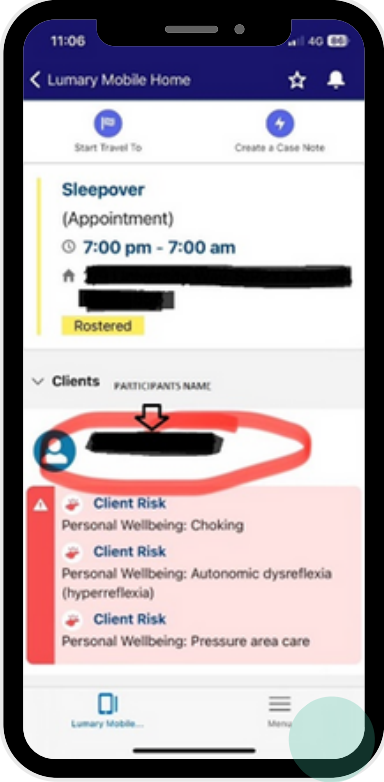 11:06
4G 86
Lumary Mobile Home
Start Travel To
Create a Case Note
Sleepover
(Appointment)
7:00 pm - 7:00 am
Rostered
Clients
PARTICIPANTS NAME
Client Risk
Personal Wellbeing: Choking
Client Risk
Personal Wellbeing: Autonomic dysreflexia
(hyperreflexia)
Client Risk
Personal Wellbeing: Pressure area care
Lumary Mobile...
Menu